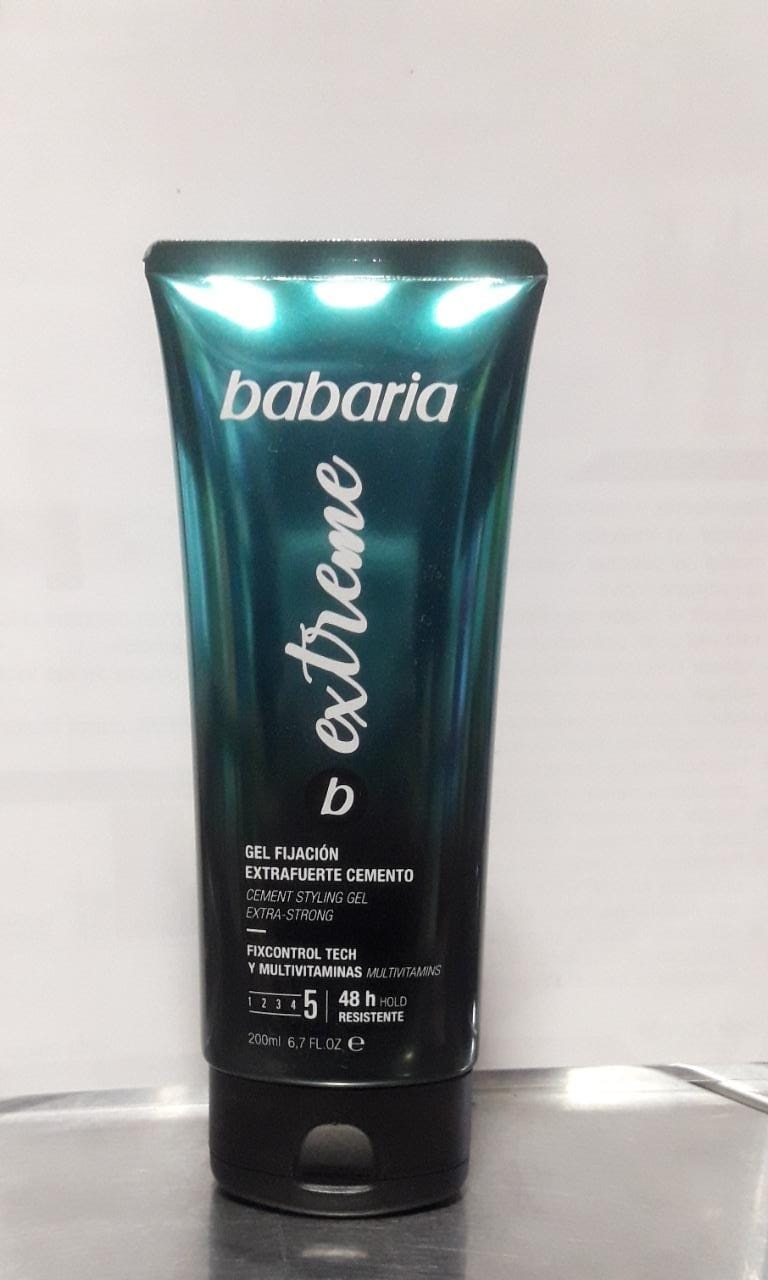 babaria
extreme
b
GEL FIJACIÓN
EXTRAFUERTE CEMENTO
CEMENT STYLING GEL
EXTRA-STRONG
FIXCONTROL TECH
Y MULTIVITAMINAS MULTIVITAMINS
1 2 3 4 5 | 48 h HOLD
RESISTENTE
200ml 6,7 FL.OZ ℮